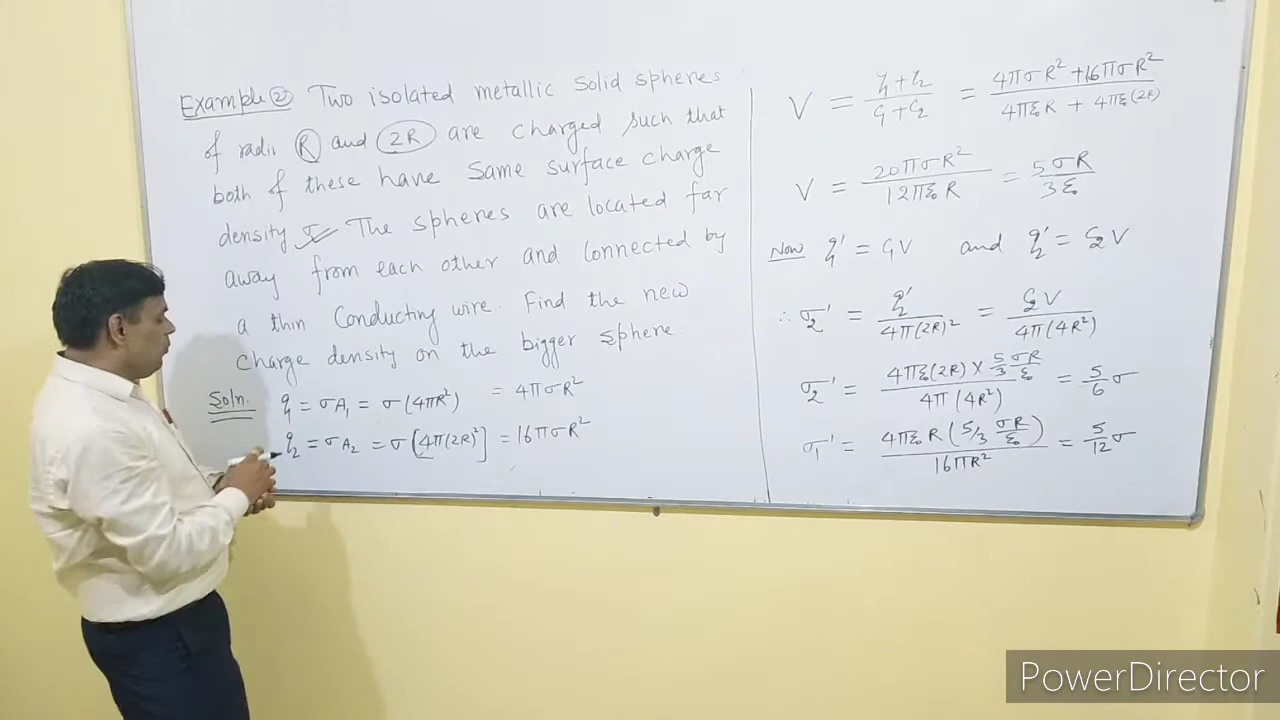 Example ② Two isolated metallic solid spheres
of radii R and 2R are charged such that
both of these have same surface charge
density σ. The spheres are located far
away from each other and connected by
a thin conducting wire. Find the new
charge density on the bigger sphere.
Soln. q₁ = σA₁ = σ(4πR²) = 4πσR²
q₂ = σA₂ = σ[4π(2R)²] = 16πσR²
V = (q₁+q₂)/(C₁+C₂) = (4πσR² + 16πσR²)/(4πε₀R + 4πε₀(2R))
V = 20πσR²/12πε₀R = 5σR/3ε₀
Now q₁' = C₁V and q₂' = C₂V
∴ σ₂' = q₂'/4π(2R)² = C₂V/4π(4R²)
σ₂' = (4πε₀(2R) × 5/3 σR/ε₀)/4π(4R²) = 5/6 σ
σ₁' = 4πε₀R(5/3 σR/ε₀)/16πR² = 5/12 σ
PowerDirector